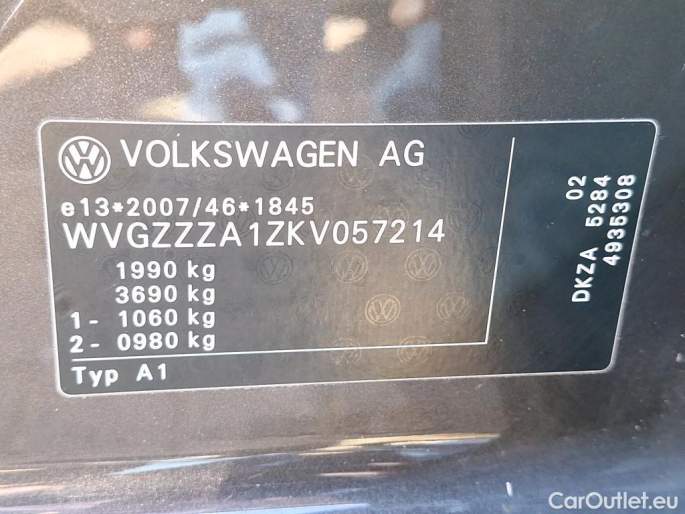 VOLKSWAGEN AG
e13*2007/46*1845
WVGZZZA1ZKV057214
1990 kg
3690 kg
1- 1060 kg
2- 0980 kg
Typ A1
02
DKZA 5284
4935308
CarOutlet.eu